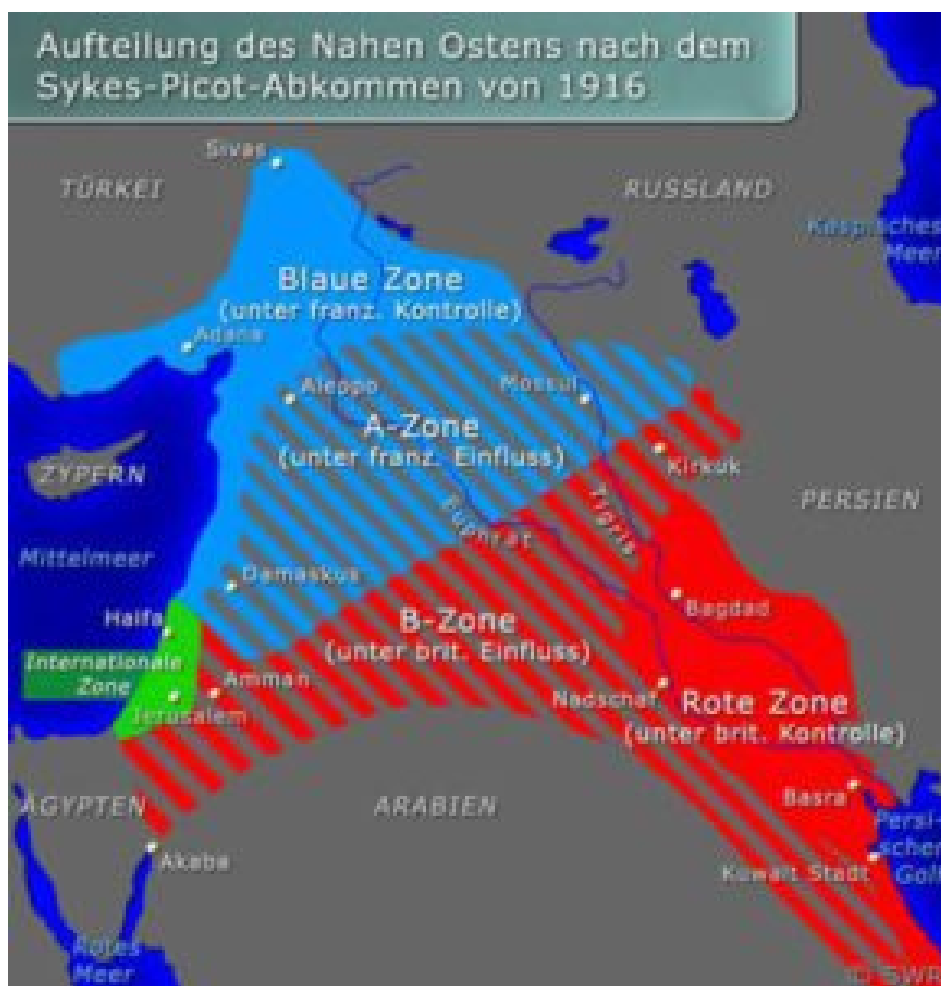 Aufteilung des Nahen Ostens nach dem
Sykes-Picot-Abkommen von 1916
Sivas
TÜRKEI
RUSSLAND
Kaspisches
Meer
Blaue Zone
(unter franz. Kontrolle)
Adana
Aleppo
Mossul
A-Zone
(unter franz. Einfluss)
Kirkuk
ZYPERN
PERSIEN
Euphrat
Tigris
Mittelmeer
Damaskus
Bagdad
Haifa
B-Zone
(unter brit. Einfluss)
Internationale
Zone
Amman
Jerusalem
Nadschaf
Rote Zone
(unter brit. Kontrolle)
ÄGYPTEN
ARABIEN
Basra
Persi-
scher
Golf
Akaba
Kuwait Stadt
Rotes
Meer
(C) SWR